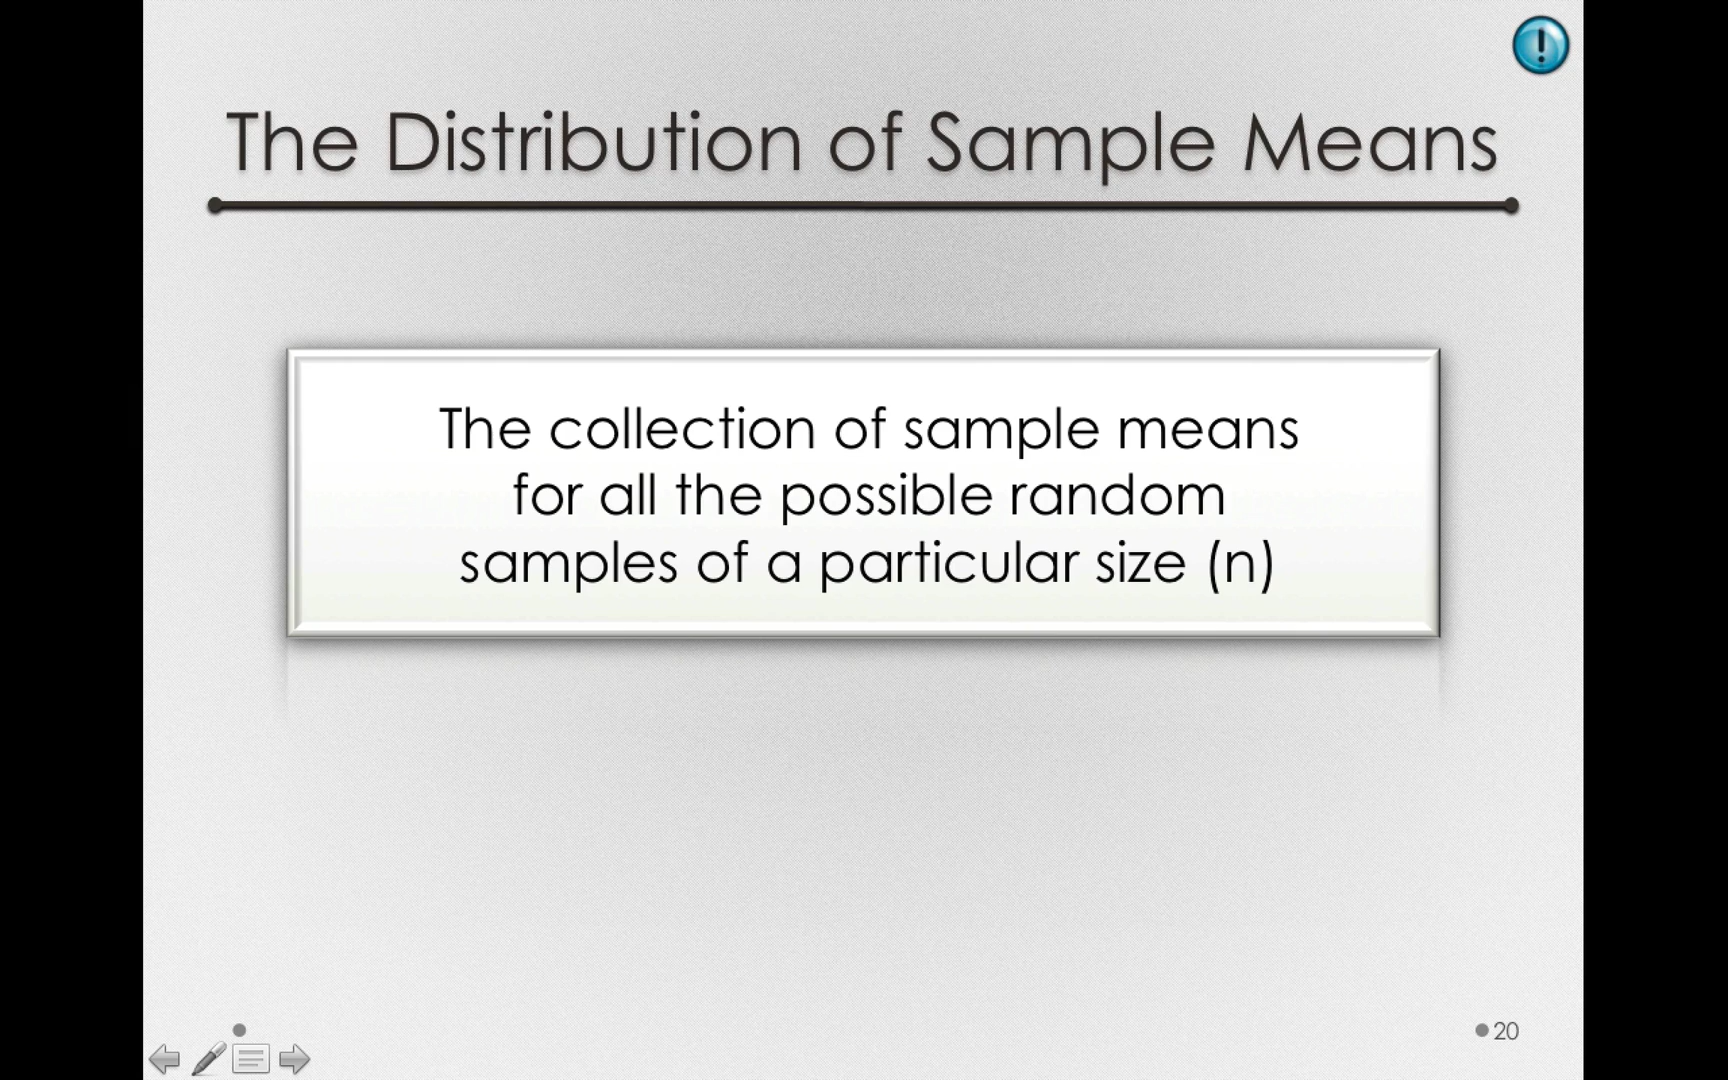 The Distribution of Sample Means
The collection of sample means
for all the possible random
samples of a particular size (n)
20